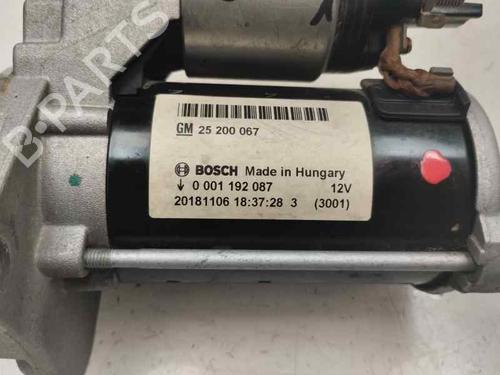 B-PARTS
GM 25 200 067
BOSCH Made in Hungary
0 001 192 087 12V
20181106 18:37:28 3 (3001)